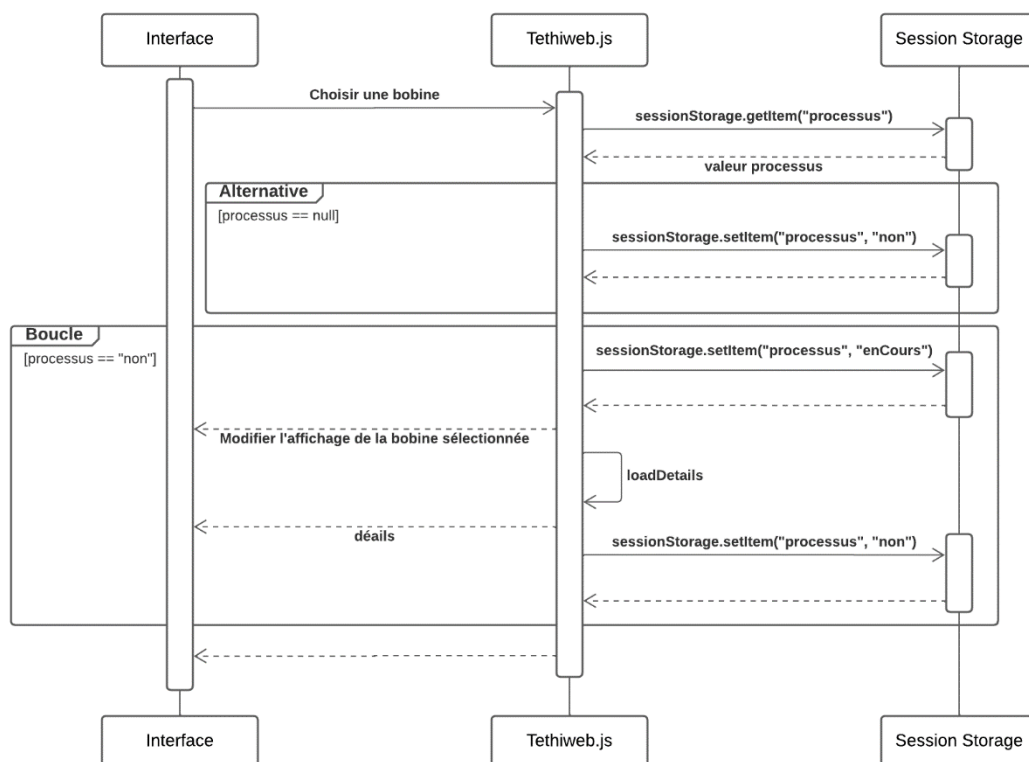 Interface
Tethiweb.js
Session Storage
Choisir une bobine
sessionStorage.getItem("processus")
valeur processus
Alternative
[processus == null]
sessionStorage.setItem("processus", "non")
Boucle
[processus == "non"]
sessionStorage.setItem("processus", "enCours")
Modifier l'affichage de la bobine sélectionnée
loadDetails
déails
sessionStorage.setItem("processus", "non")
Interface
Tethiweb.js
Session Storage